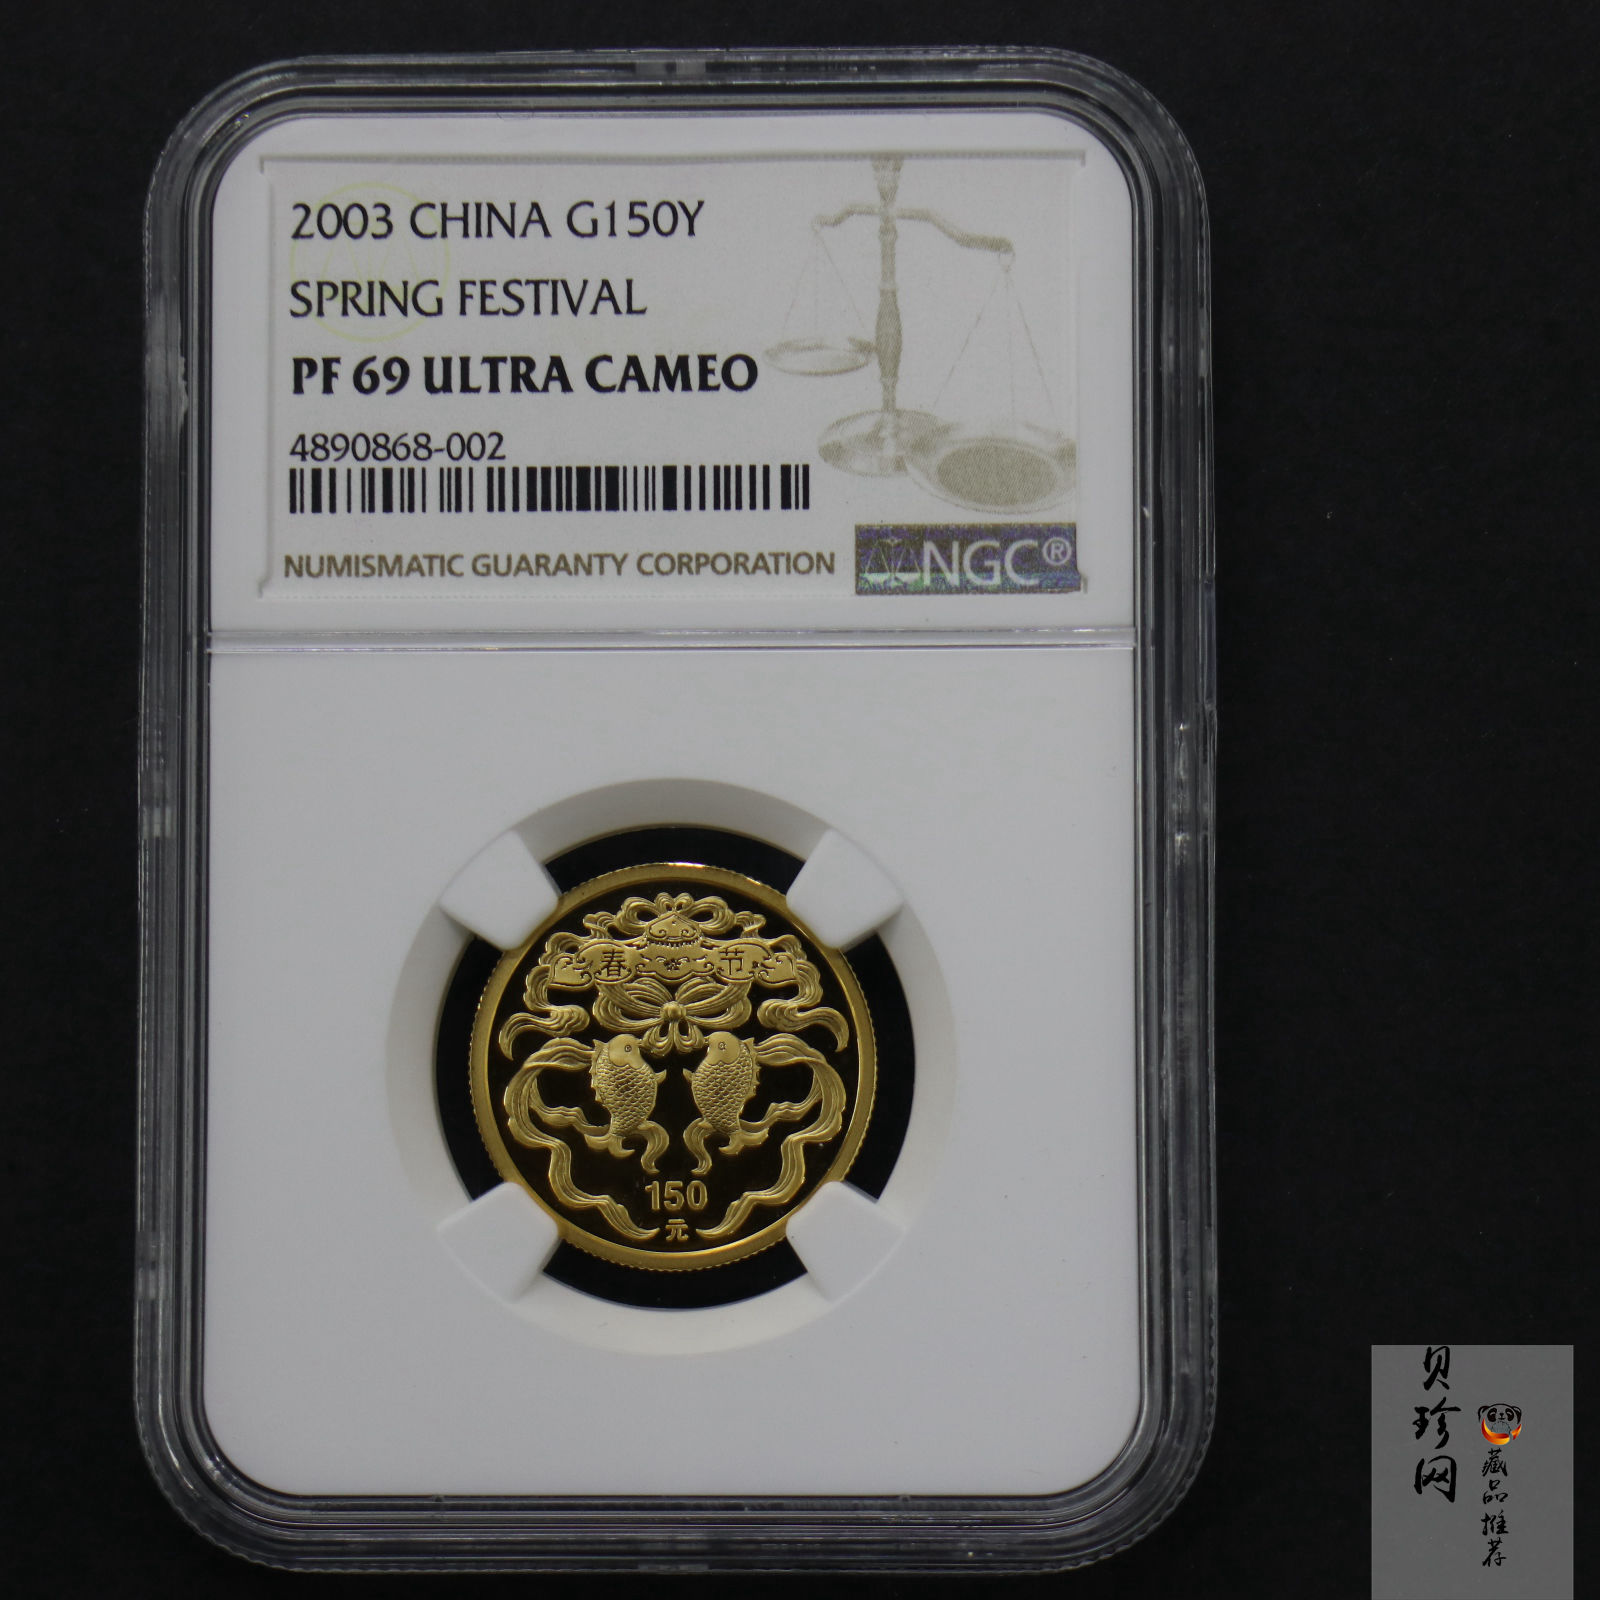 2003 CHINA G150Y
SPRING FESTIVAL
PF 69 ULTRA CAMEO
4890868-002
NUMISMATIC GUARANTY CORPORATION
NGC®
春 节
150
元
贝珍网
藏品推荐